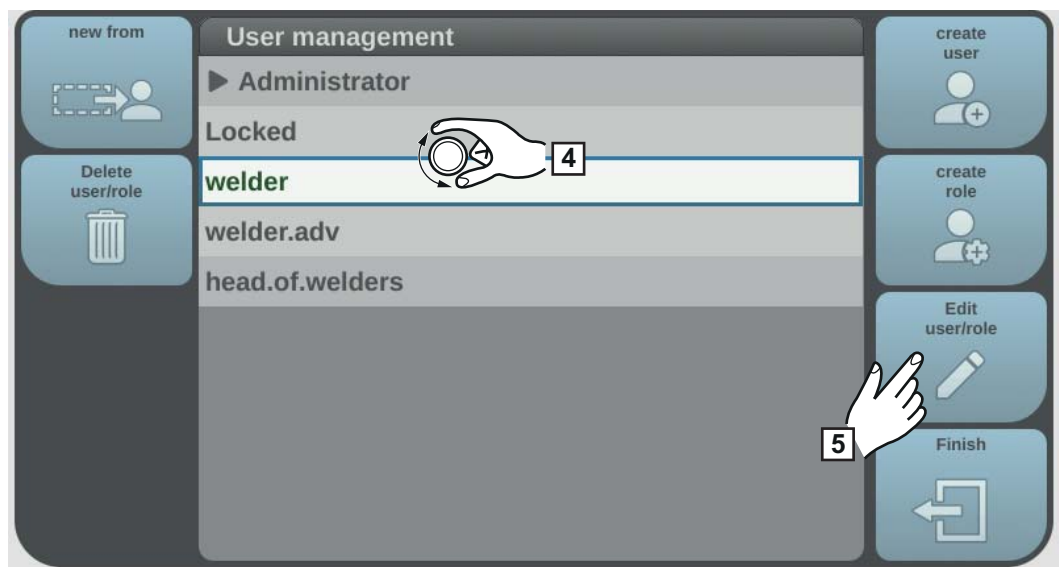 new from
User management
create
user
Administrator
Locked
4
Delete
user/role
welder
create
role
welder.adv
head.of.welders
Edit
user/role
5
Finish